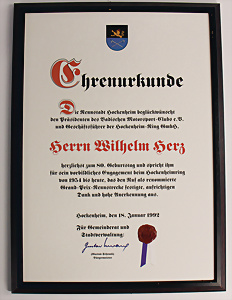 Ehrenurkunde
Die Rennstadt Hockenheim beglückwünscht
den Präsidenten des Badischen Motorsport-Clubs e.V.
und Geschäftsführer der Hockenheim-Ring GmbH,
Herrn Wilhelm Herz
herzlichst zum 80. Geburtstag und spricht ihm
für sein vorbildliches Engagement beim Hockenheimring
von 1954 bis heute, das den Ruf als renommierte
Grand-Prix-Rennstrecke festigte, aufrichtigen
Dank und hohe Anerkennung aus.
Hockenheim, den 18. Januar 1992
Für Gemeinderat und
Stadtverwaltung: